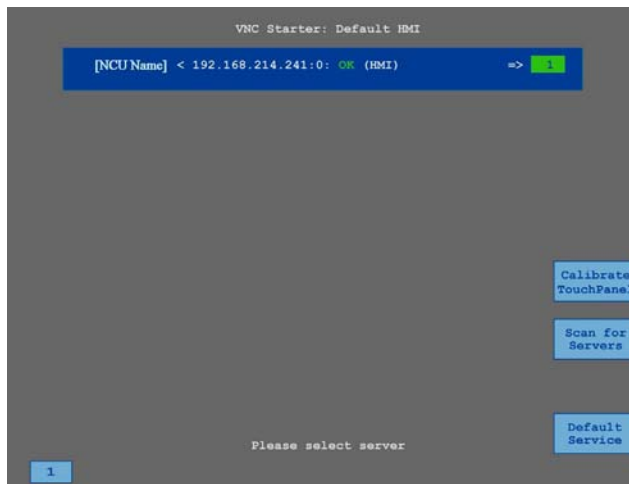 VNC Starter: Default HMI
[NCU Name] < 192.168.214.241:0: OK (HMI) => 1
Calibrate
TouchPanel
Scan for
Servers
Default
Service
Please select server
1